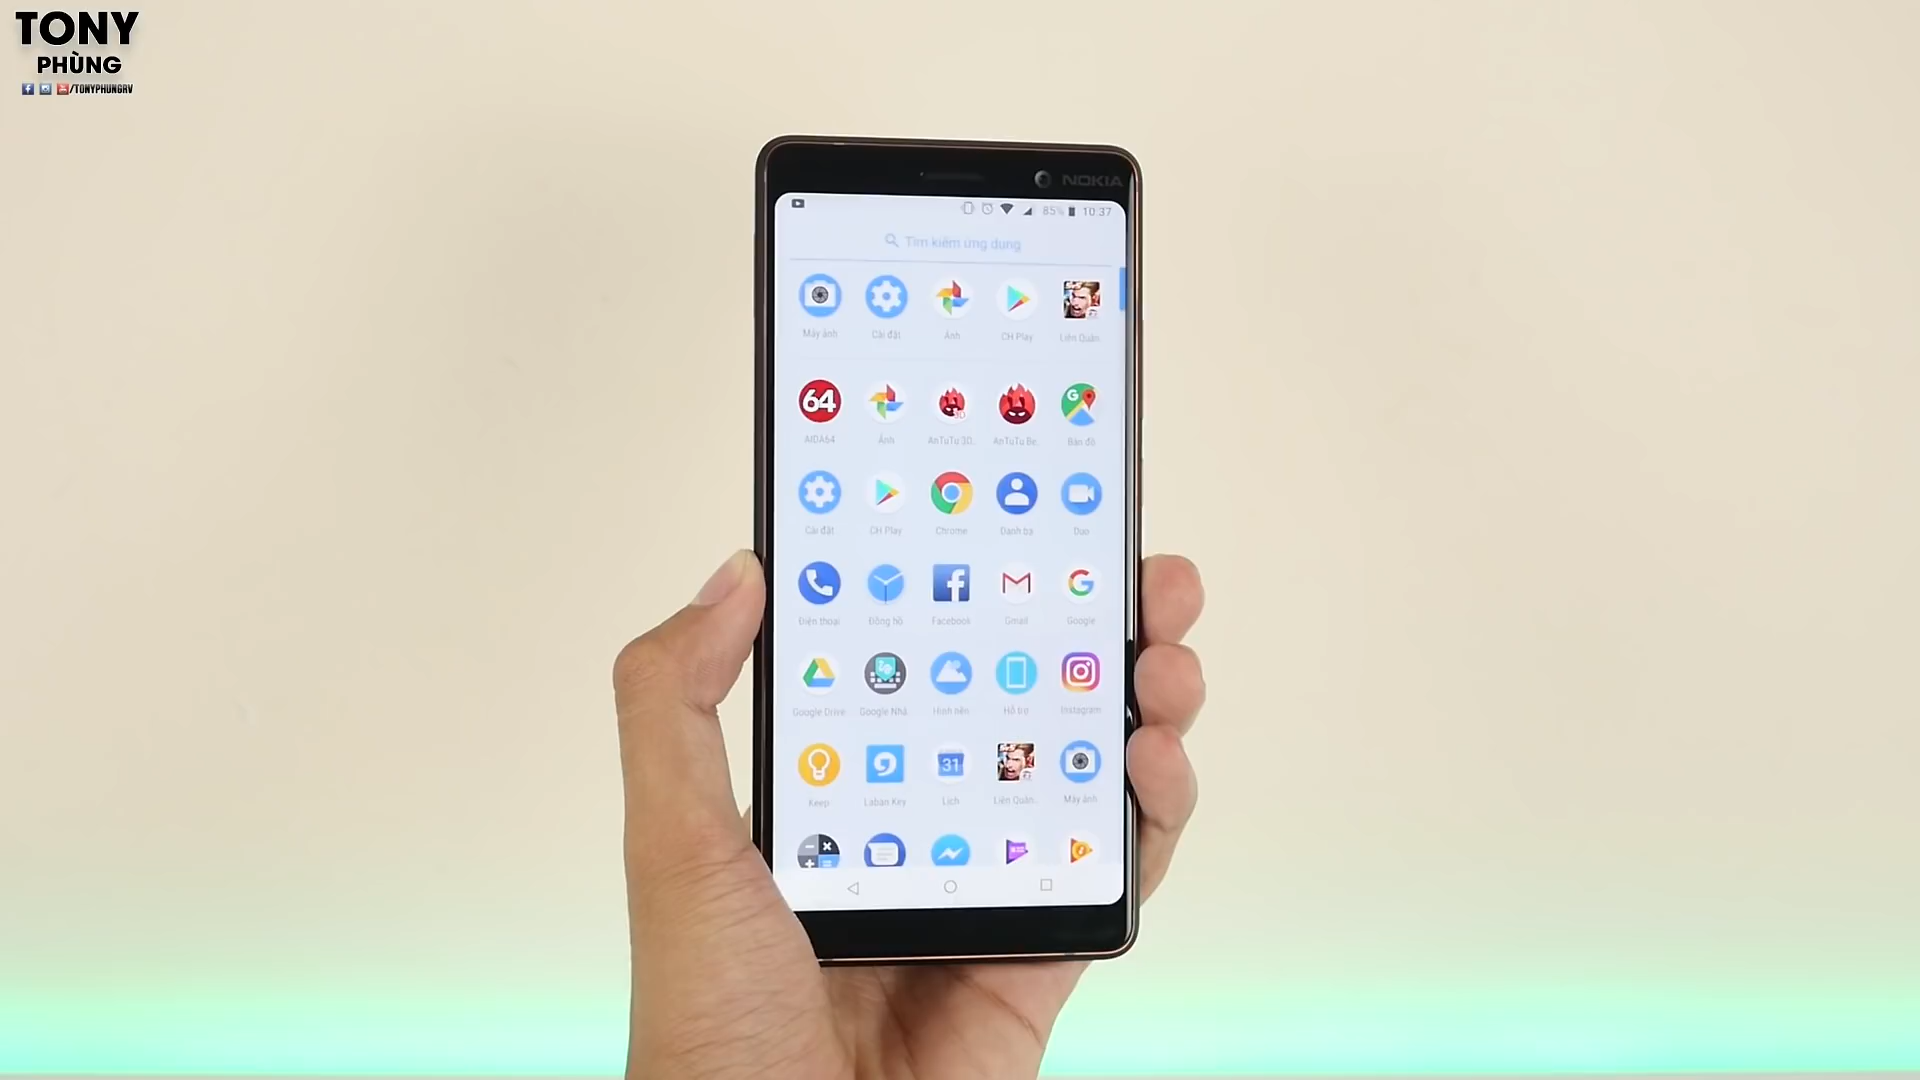 TONY
PHÙNG
/TONYPHUNGRV
NOKIA
85% 10:37
Tìm kiếm ứng dụng
Máy ảnh Cài đặt Ảnh CH Play Liên Quân
64 G
AIDA64 Ảnh AnTuTu 3D.. AnTuTu Be.. Bản đồ
Cài đặt CH Play Chrome Danh bạ Duo
Điện thoại Đồng hồ Facebook Gmail Google
Google Drive Google Nhậ.. Hình nền Hỗ trợ Instagram
31
Keep Laban Key Lịch Liên Quân.. Máy ảnh